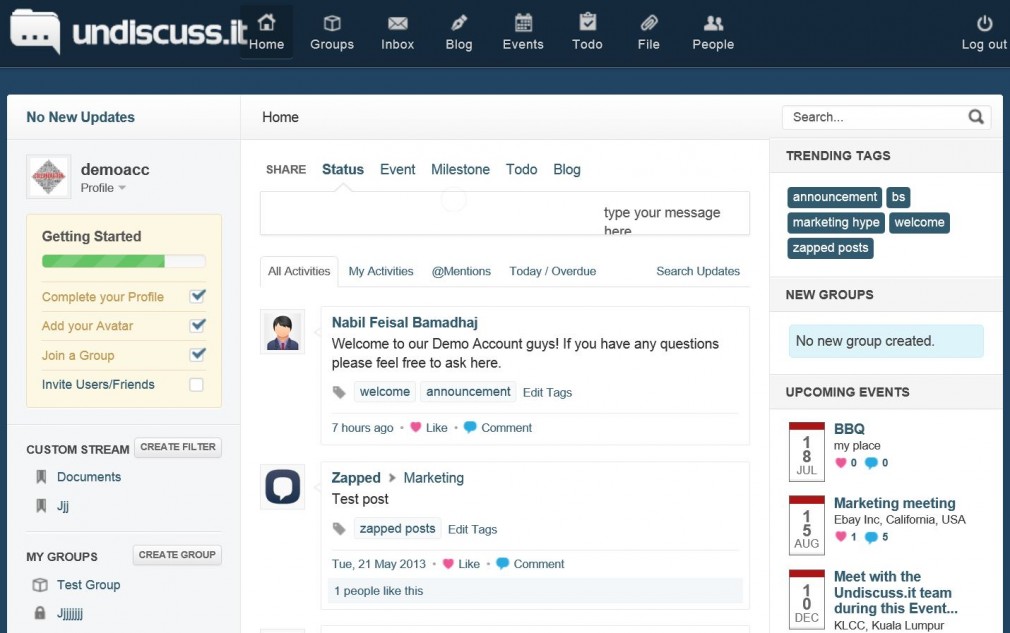 undiscuss.it
Home
Groups
Inbox
Blog
Events
Todo
File
People
Log out
No New Updates
demoacc
Profile
Getting Started
Complete your Profile
Add your Avatar
Join a Group
Invite Users/Friends
CUSTOM STREAM
CREATE FILTER
Documents
Jjj
MY GROUPS
CREATE GROUP
Test Group
Jjjjjjjj
Home
SHARE Status Event Milestone Todo Blog
type your message
here
All Activities My Activities @Mentions Today / Overdue Search Updates
Nabil Feisal Bamadhaj
Welcome to our Demo Account guys! If you have any questions
please feel free to ask here.
welcome announcement Edit Tags
7 hours ago • Like • Comment
Zapped Marketing
Test post
zapped posts Edit Tags
Tue, 21 May 2013 • Like • Comment
1 people like this
Search...
TRENDING TAGS
announcement bs
marketing hype welcome
zapped posts
NEW GROUPS
No new group created.
UPCOMING EVENTS
1
8
JUL
BBQ
my place
0 0
1
5
AUG
Marketing meeting
Ebay Inc, California, USA
1 5
1
0
DEC
Meet with the
Undiscuss.it team
during this Event...
KLCC, Kuala Lumpur